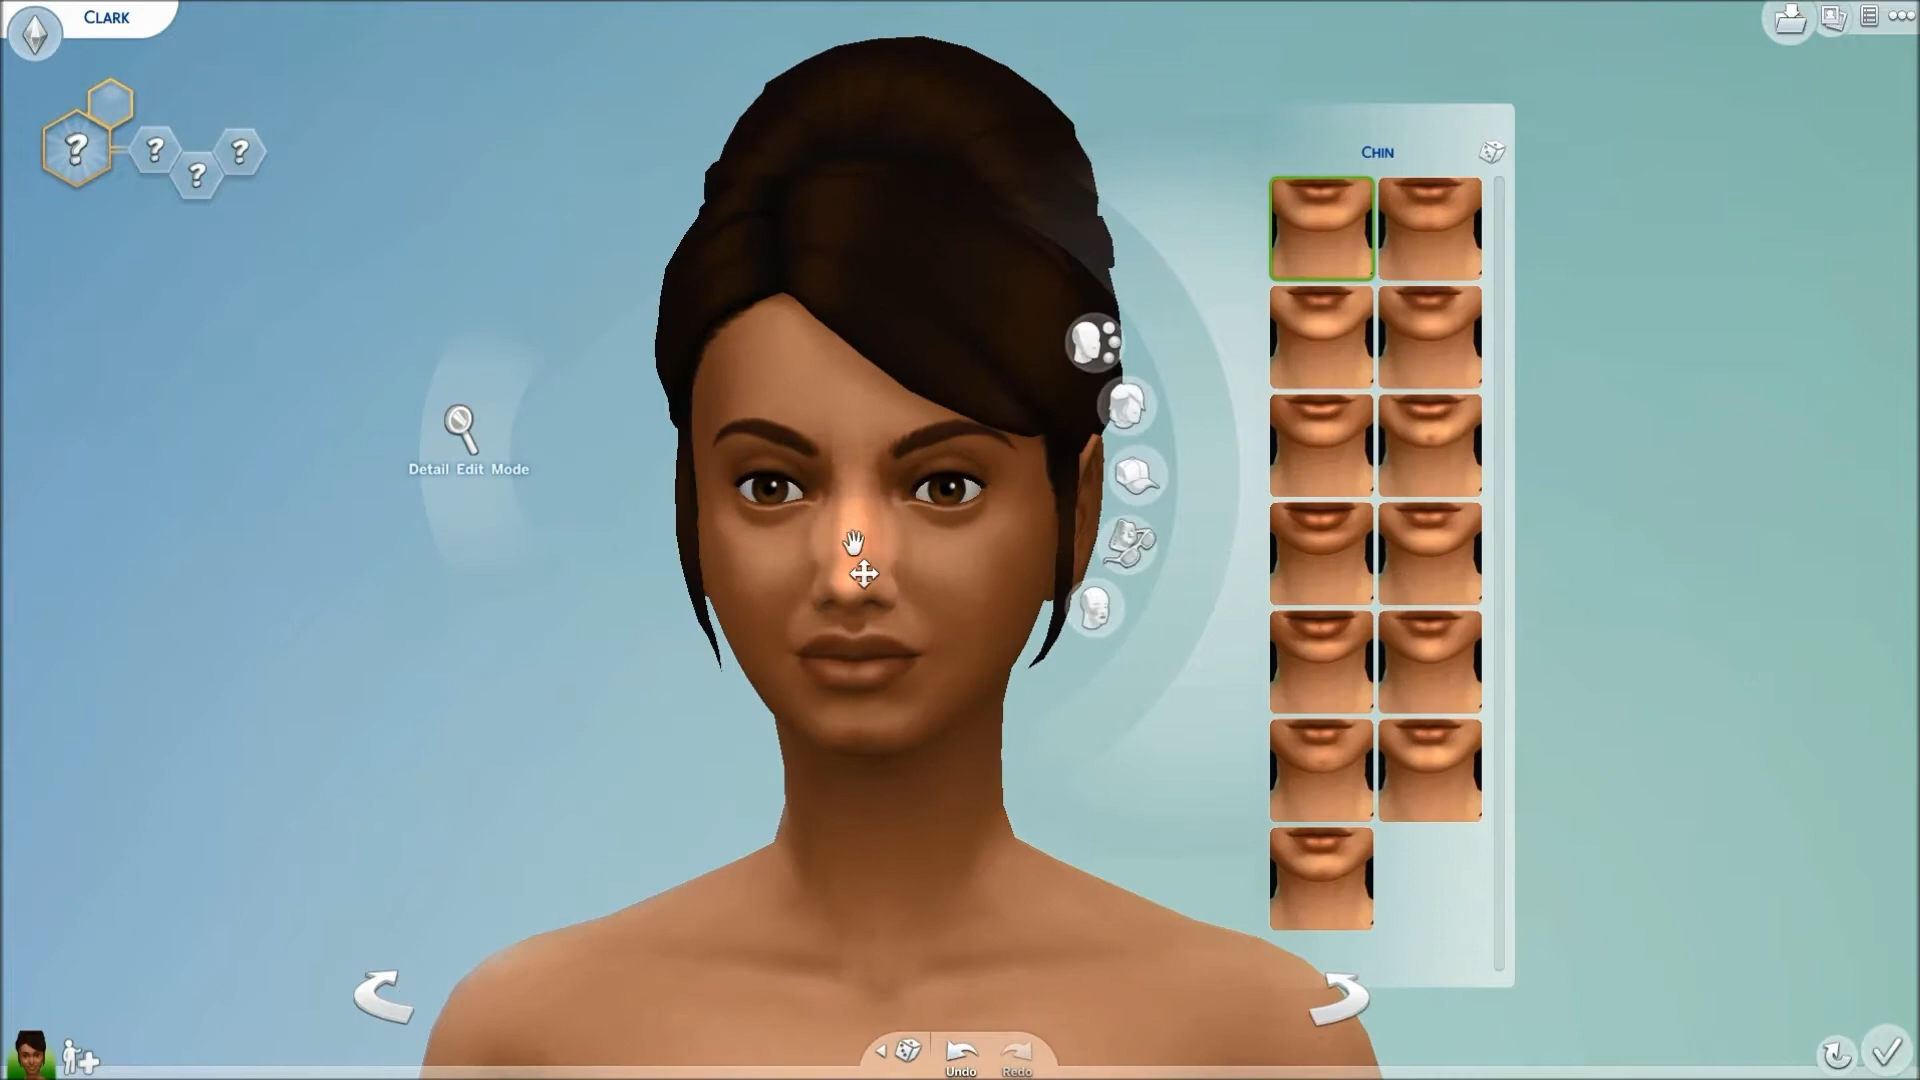 CLARK
?
?
?
?
CHIN
Detail Edit Mode
Undo
Redo